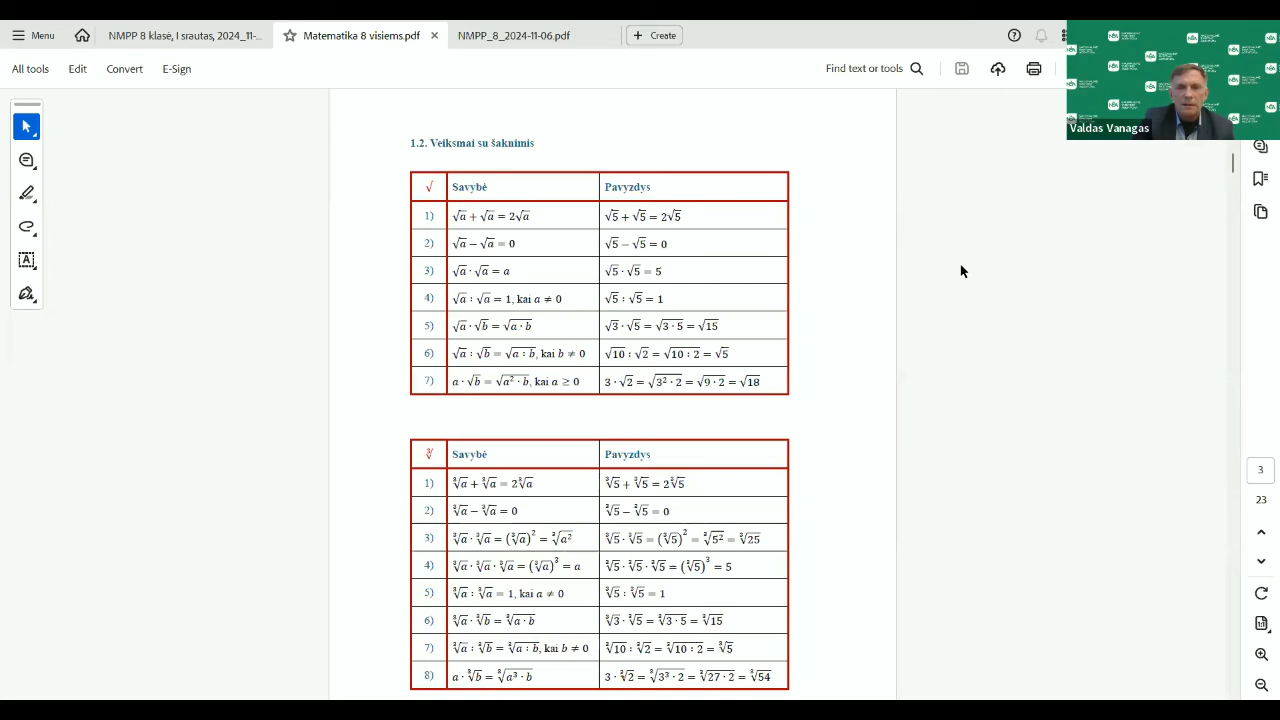 Menu
NMPP 8 klasė, I srautas, 2024_11-...
Matematika 8 visiems.pdf
NMPP_8_2024-11-06.pdf
Create
All tools
Edit
Convert
E-Sign
Find text or tools
Valdas Vanagas
1.2. Veiksmai su šaknimis
√ Savybė Pavyzdys
1) √a + √a = 2√a √5 + √5 = 2√5
2) √a − √a = 0 √5 − √5 = 0
3) √a · √a = a √5 · √5 = 5
4) √a : √a = 1, kai a ≠ 0 √5 : √5 = 1
5) √a · √b = √(a · b) √3 · √5 = √(3 · 5) = √15
6) √a : √b = √(a : b), kai b ≠ 0 √10 : √2 = √(10 : 2) = √5
7) a · √b = √(a² · b), kai a ≥ 0 3 · √2 = √(3² · 2) = √(9 · 2) = √18
∛ Savybė Pavyzdys
1) ∛a + ∛a = 2∛a ∛5 + ∛5 = 2∛5
2) ∛a − ∛a = 0 ∛5 − ∛5 = 0
3) ∛a · ∛a = (∛a)² = ∛(a²) ∛5 · ∛5 = (∛5)² = ∛(5²) = ∛25
4) ∛a · ∛a · ∛a = (∛a)³ = a ∛5 · ∛5 · ∛5 = (∛5)³ = 5
5) ∛a : ∛a = 1, kai a ≠ 0 ∛5 : ∛5 = 1
6) ∛a · ∛b = ∛(a · b) ∛3 · ∛5 = ∛(3 · 5) = ∛15
7) ∛a : ∛b = ∛(a : b), kai b ≠ 0 ∛10 : ∛2 = ∛(10 : 2) = ∛5
8) a · ∛b = ∛(a³ · b) 3 · ∛2 = ∛(3³ · 2) = ∛(27 · 2) = ∛54
3
23